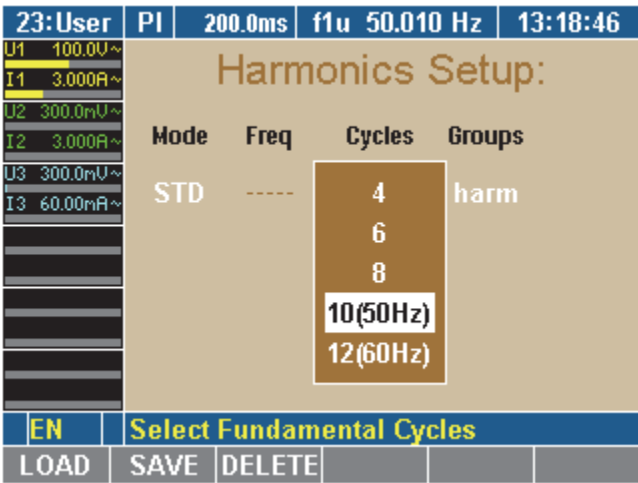 23:User PI 200.0ms f1u 50.010 Hz 13:18:46
U1 100.0V~
I1 3.000A~
U2 300.0mV~
I2 3.000A~
U3 300.0mV~
I3 60.00mA~
Harmonics Setup:
Mode Freq Cycles Groups
STD ----- 4 harm
6
8
10(50Hz)
12(60Hz)
EN Select Fundamental Cycles
LOAD SAVE DELETE